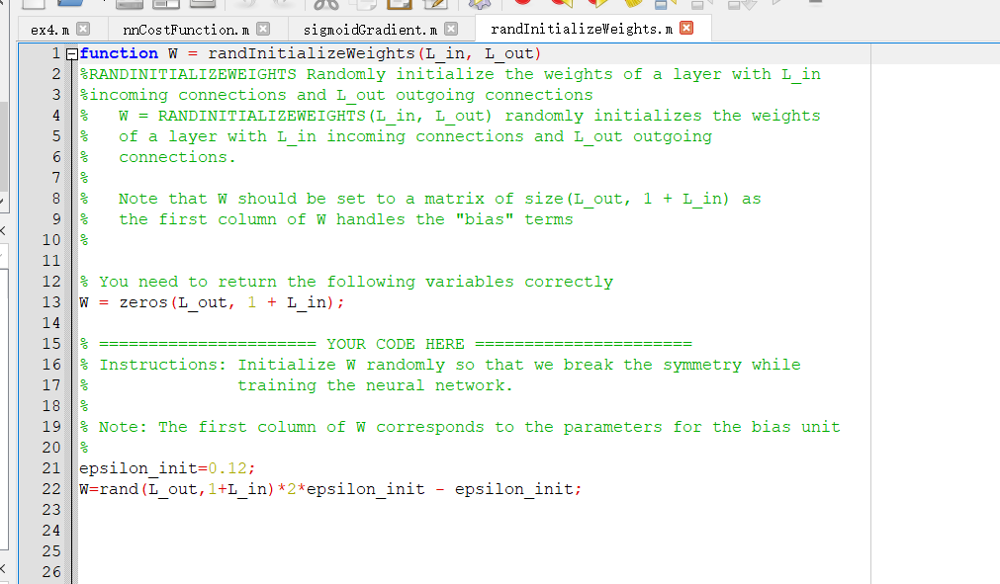 ex4.m nnCostFunction.m sigmoidGradient.m randInitializeWeights.m
1 function W = randInitializeWeights(L_in, L_out)
2 %RANDINITIALIZEWEIGHTS Randomly initialize the weights of a layer with L_in
3 %incoming connections and L_out outgoing connections
4 %   W = RANDINITIALIZEWEIGHTS(L_in, L_out) randomly initializes the weights
5 %   of a layer with L_in incoming connections and L_out outgoing
6 %   connections.
7 %
8 %   Note that W should be set to a matrix of size(L_out, 1 + L_in) as
9 %   the first column of W handles the "bias" terms
10 %
11
12 % You need to return the following variables correctly
13 W = zeros(L_out, 1 + L_in);
14
15 % ====================== YOUR CODE HERE ======================
16 % Instructions: Initialize W randomly so that we break the symmetry while
17 %               training the neural network.
18 %
19 % Note: The first column of W corresponds to the parameters for the bias unit
20 %
21 epsilon_init=0.12;
22 W=rand(L_out,1+L_in)*2*epsilon_init - epsilon_init;
23
24
25
26